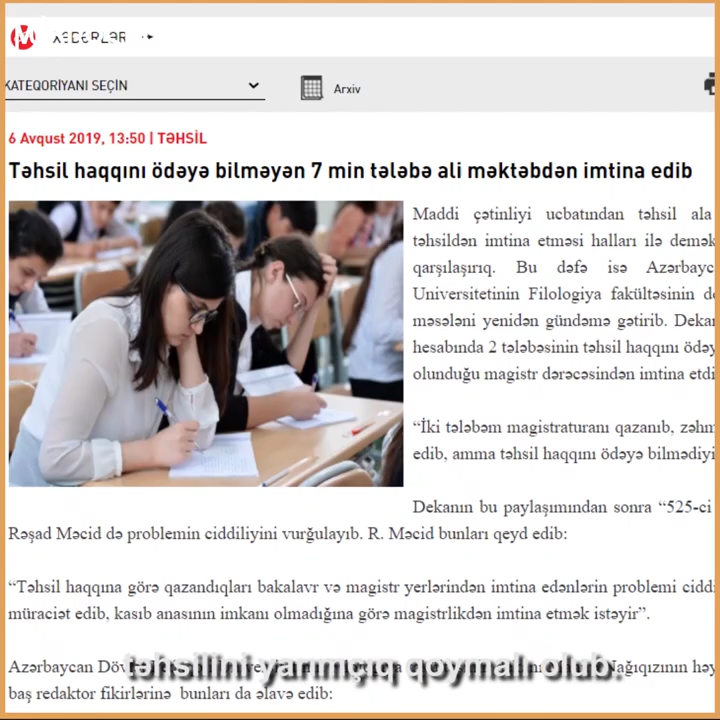 XƏBƏRLƏR
KATEQORİYANI SEÇİN
Arxiv
6 Avqust 2019, 13:50 | TƏHSİL
Təhsil haqqını ödəyə bilməyən 7 min tələbə ali məktəbdən imtina edib
Maddi çətinliyi ucbatından təhsil ala
təhsildən imtina etməsi halları ilə demək
qarşılaşırıq. Bu dəfə isə Azərbayc
Universitetinin Filologiya fakültəsinin d
məsələni yenidən gündəmə gətirib. Dekan
hesabında 2 tələbəsinin təhsil haqqını ödəy
olunduğu magistr dərəcəsindən imtina etdi
“İki tələbəm magistraturanı qazanıb, zəhm
edib, amma təhsil haqqını ödəyə bilmədiyi
Dekanın bu paylaşımından sonra “525-ci
Rəşad Məcid də problemin ciddiliyini vurğulayıb. R. Məcid bunları qeyd edib:
“Təhsil haqqına görə qazandıqları bakalavr və magistr yerlərindən imtina edənlərin problemi ciddi
müraciət edib, kasıb anasının imkanı olmadığına görə magistrlikdən imtina etmək istəyir”.
Azərbaycan Döv
Nağıqızının həy
təhsilini yarımçıq qoymalı olub.
baş redaktor fikirlərinə bunları da əlavə edib: